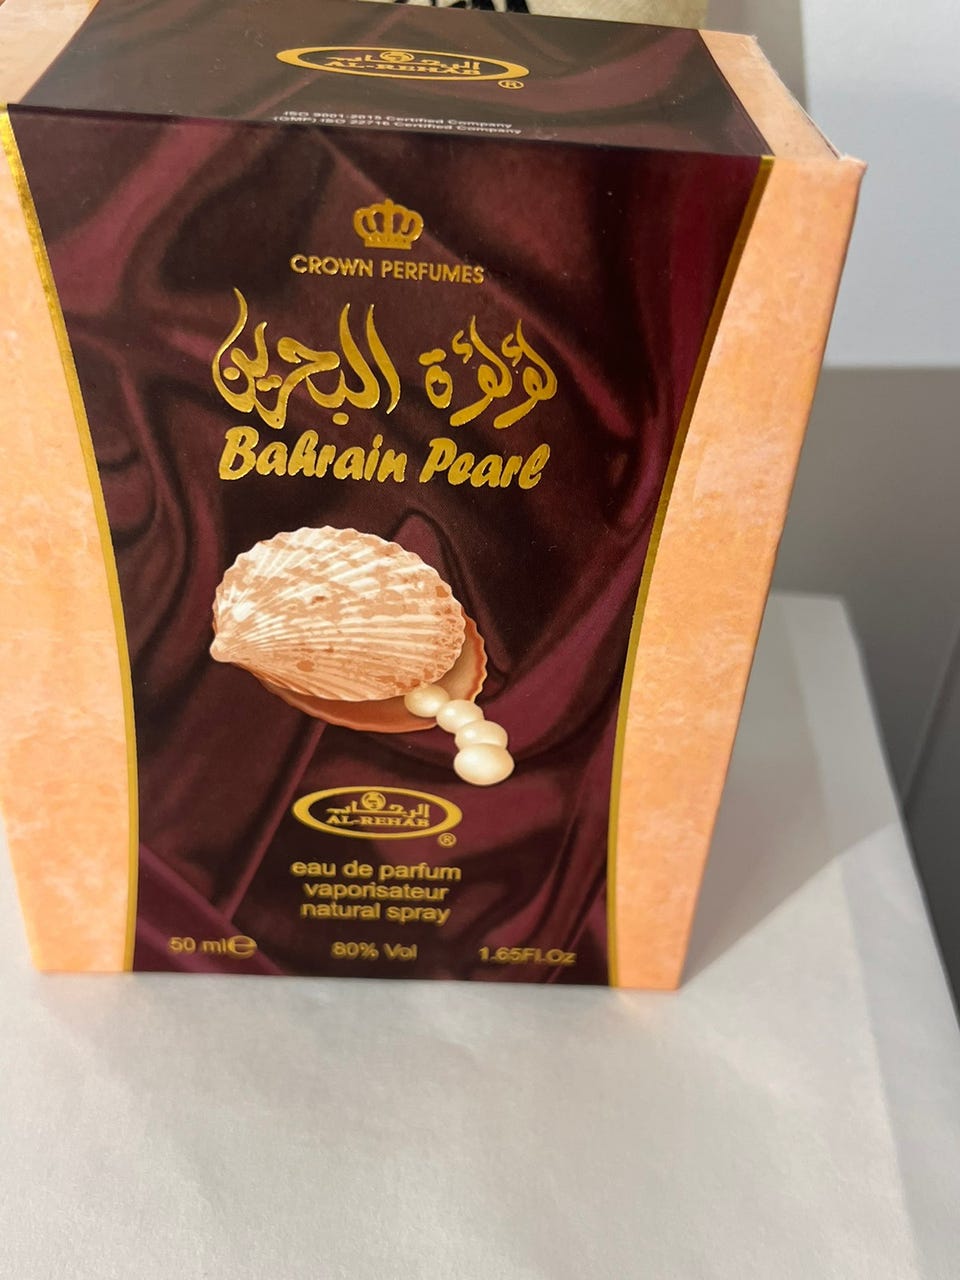 الرحاب
AL-REHAB
®
ISO 9001:2015 Certified Company
(GMP) ISO 22716 Certified Company
CROWN PERFUMES
لؤلؤة البحرين
Bahrain Pearl
الرحاب
AL-REHAB
®
eau de parfum
vaporisateur
natural spray
50 ml℮ 80% Vol 1.65Fl.Oz